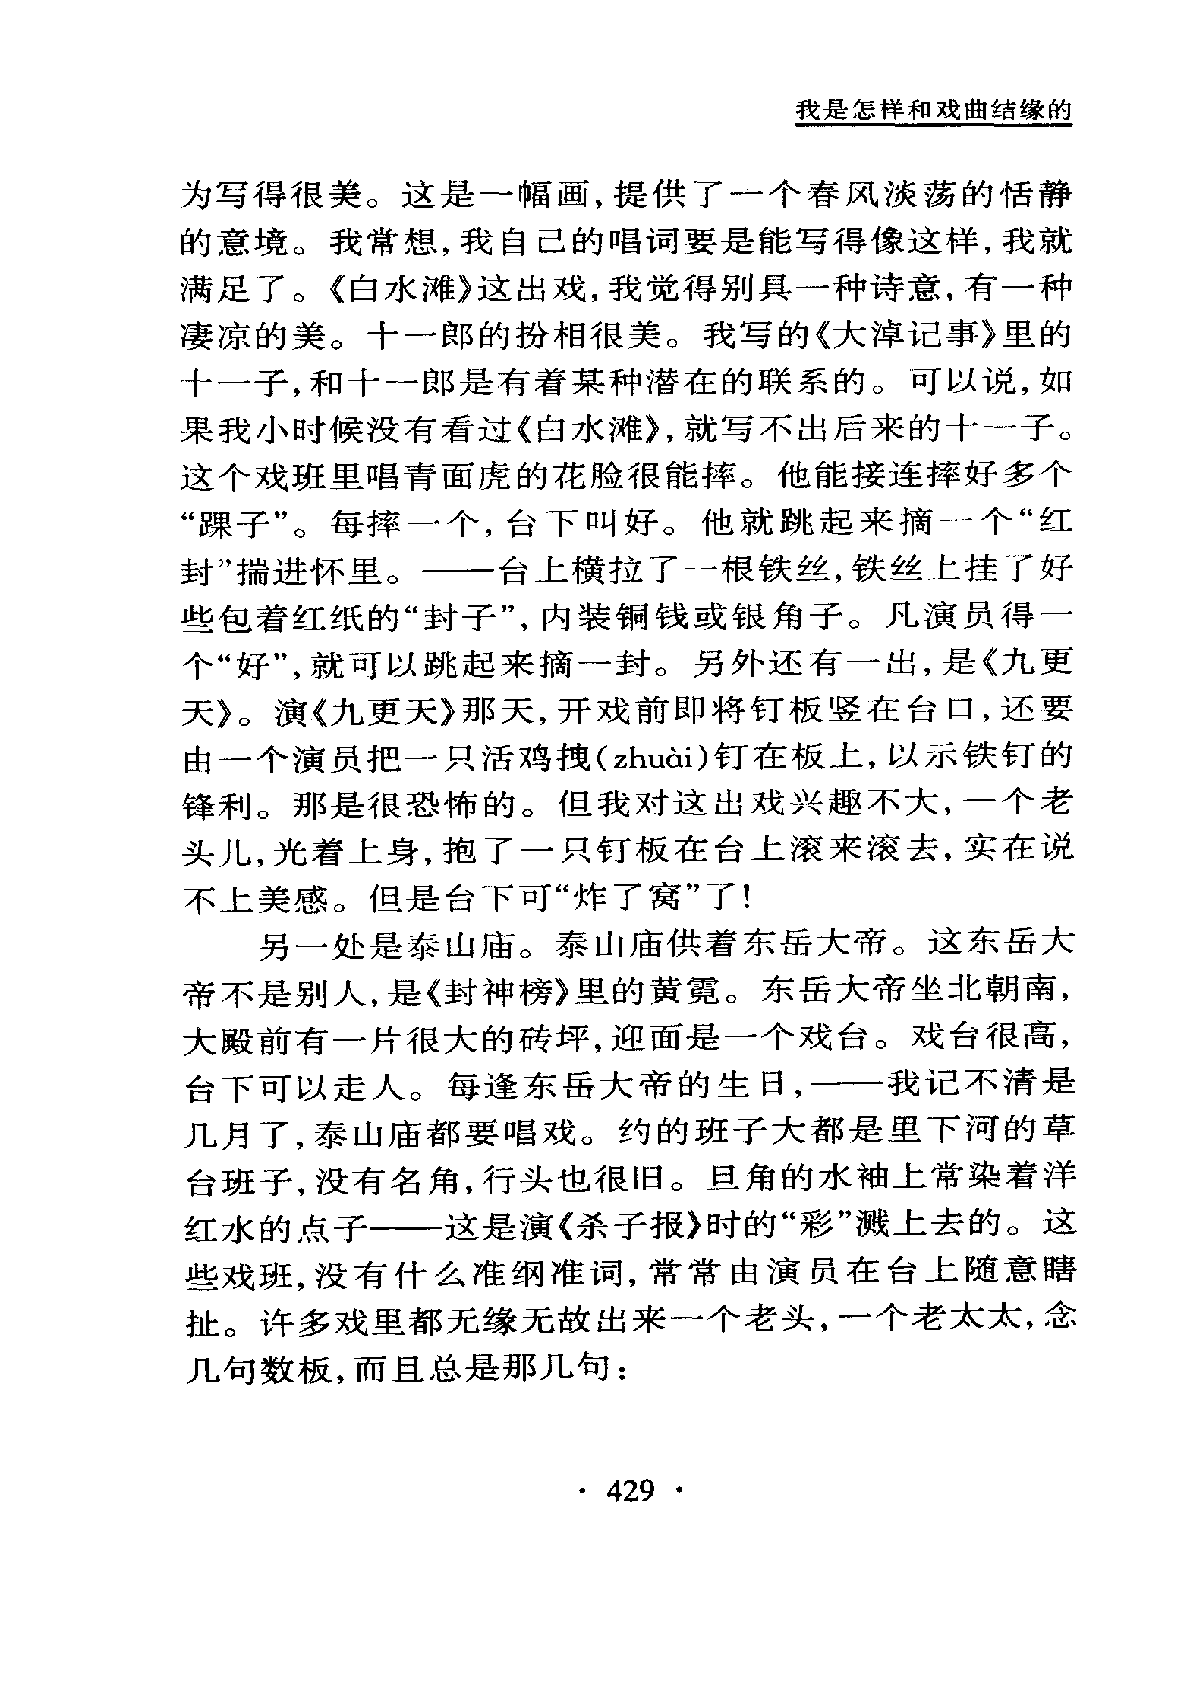 我是怎样和戏曲结缘的
为写得很美。这是一幅画,提供了一个春风淡荡的恬静
的意境。我常想,我自己的唱词要是能写得像这样,我就
满足了。《白水滩》这出戏,我觉得别具一种诗意,有一种
凄凉的美。十一郎的扮相很美。我写的《大淖记事》里的
十一子,和十一郎是有着某种潜在的联系的。可以说,如
果我小时候没有看过《白水滩》,就写不出后来的十一子。
这个戏班里唱青面虎的花脸很能摔。他能接连摔好多个
“踝子”。每摔一个,台下叫好。他就跳起来摘一个“红
封”揣进怀里。——台上横拉了一根铁丝,铁丝上挂了好
些包着红纸的“封子”,内装铜钱或银角子。凡演员得一
个“好”,就可以跳起来摘一封。另外还有一出,是《九更
天》。演《九更天》那天,开戏前即将钉板竖在台口,还要
由一个演员把一只活鸡拽(zhuài)钉在板上,以示铁钉的
锋利。那是很恐怖的。但我对这出戏兴趣不大,一个老
头儿,光着上身,抱了一只钉板在台上滚来滚去,实在说
不上美感。但是台下可“炸了窝”了!
另一处是泰山庙。泰山庙供着东岳大帝。这东岳大
帝不是别人,是《封神榜》里的黄霓。东岳大帝坐北朝南,
大殿前有一片很大的砖坪,迎面是一个戏台。戏台很高,
台下可以走人。每逢东岳大帝的生日,——我记不清是
几月了,泰山庙都要唱戏。约的班子大都是里下河的草
台班子,没有名角,行头也很旧。旦角的水袖上常染着洋
红水的点子——这是演《杀子报》时的“彩”溅上去的。这
些戏班,没有什么准纲准词,常常由演员在台上随意瞎
扯。许多戏里都无缘无故出来一个老头,一个老太太,念
几句数板,而且总是那几句:
· 429 ·